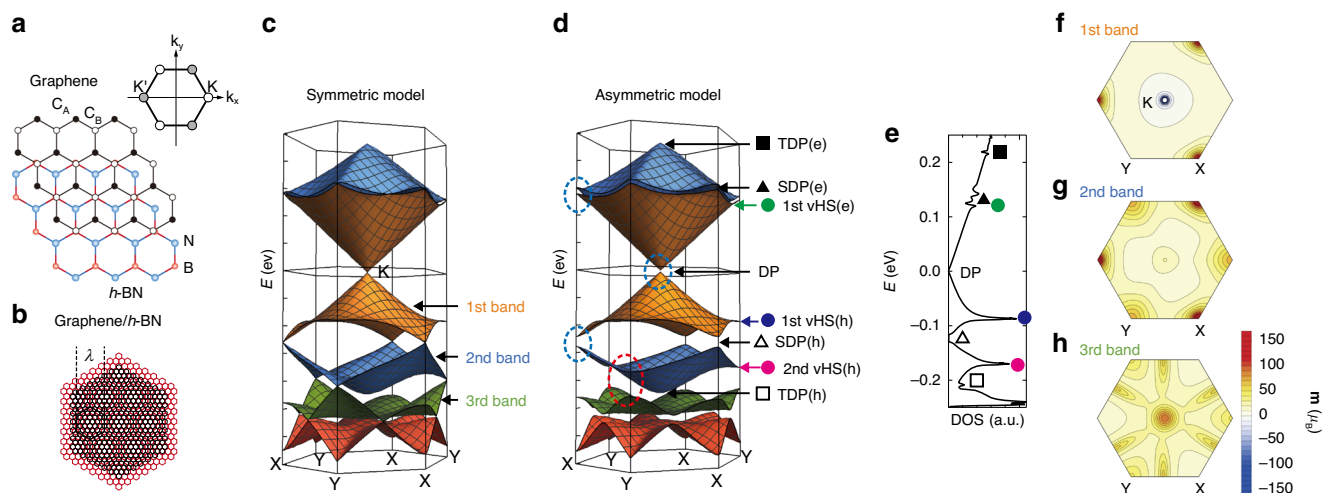 a
k_y
K'
K
k_x
Graphene
C_A
C_B
N
B
h-BN
b
Graphene/h-BN
λ
c
Symmetric model
E (ev)
K
1st band
2nd band
3rd band
X
Y
Y
X
X
Y
d
Asymmetric model
E (ev)
TDP(e)
SDP(e)
1st vHS(e)
DP
1st vHS(h)
SDP(h)
2nd vHS(h)
TDP(h)
X
Y
Y
X
X
Y
e
E (eV)
0.2
0.1
0.0
−0.1
−0.2
DP
DOS (a.u.)
f
1st band
K
Y
X
g
2nd band
Y
X
h
3rd band
Y
X
150
100
50
0
−50
−100
−150
m (μ_B)